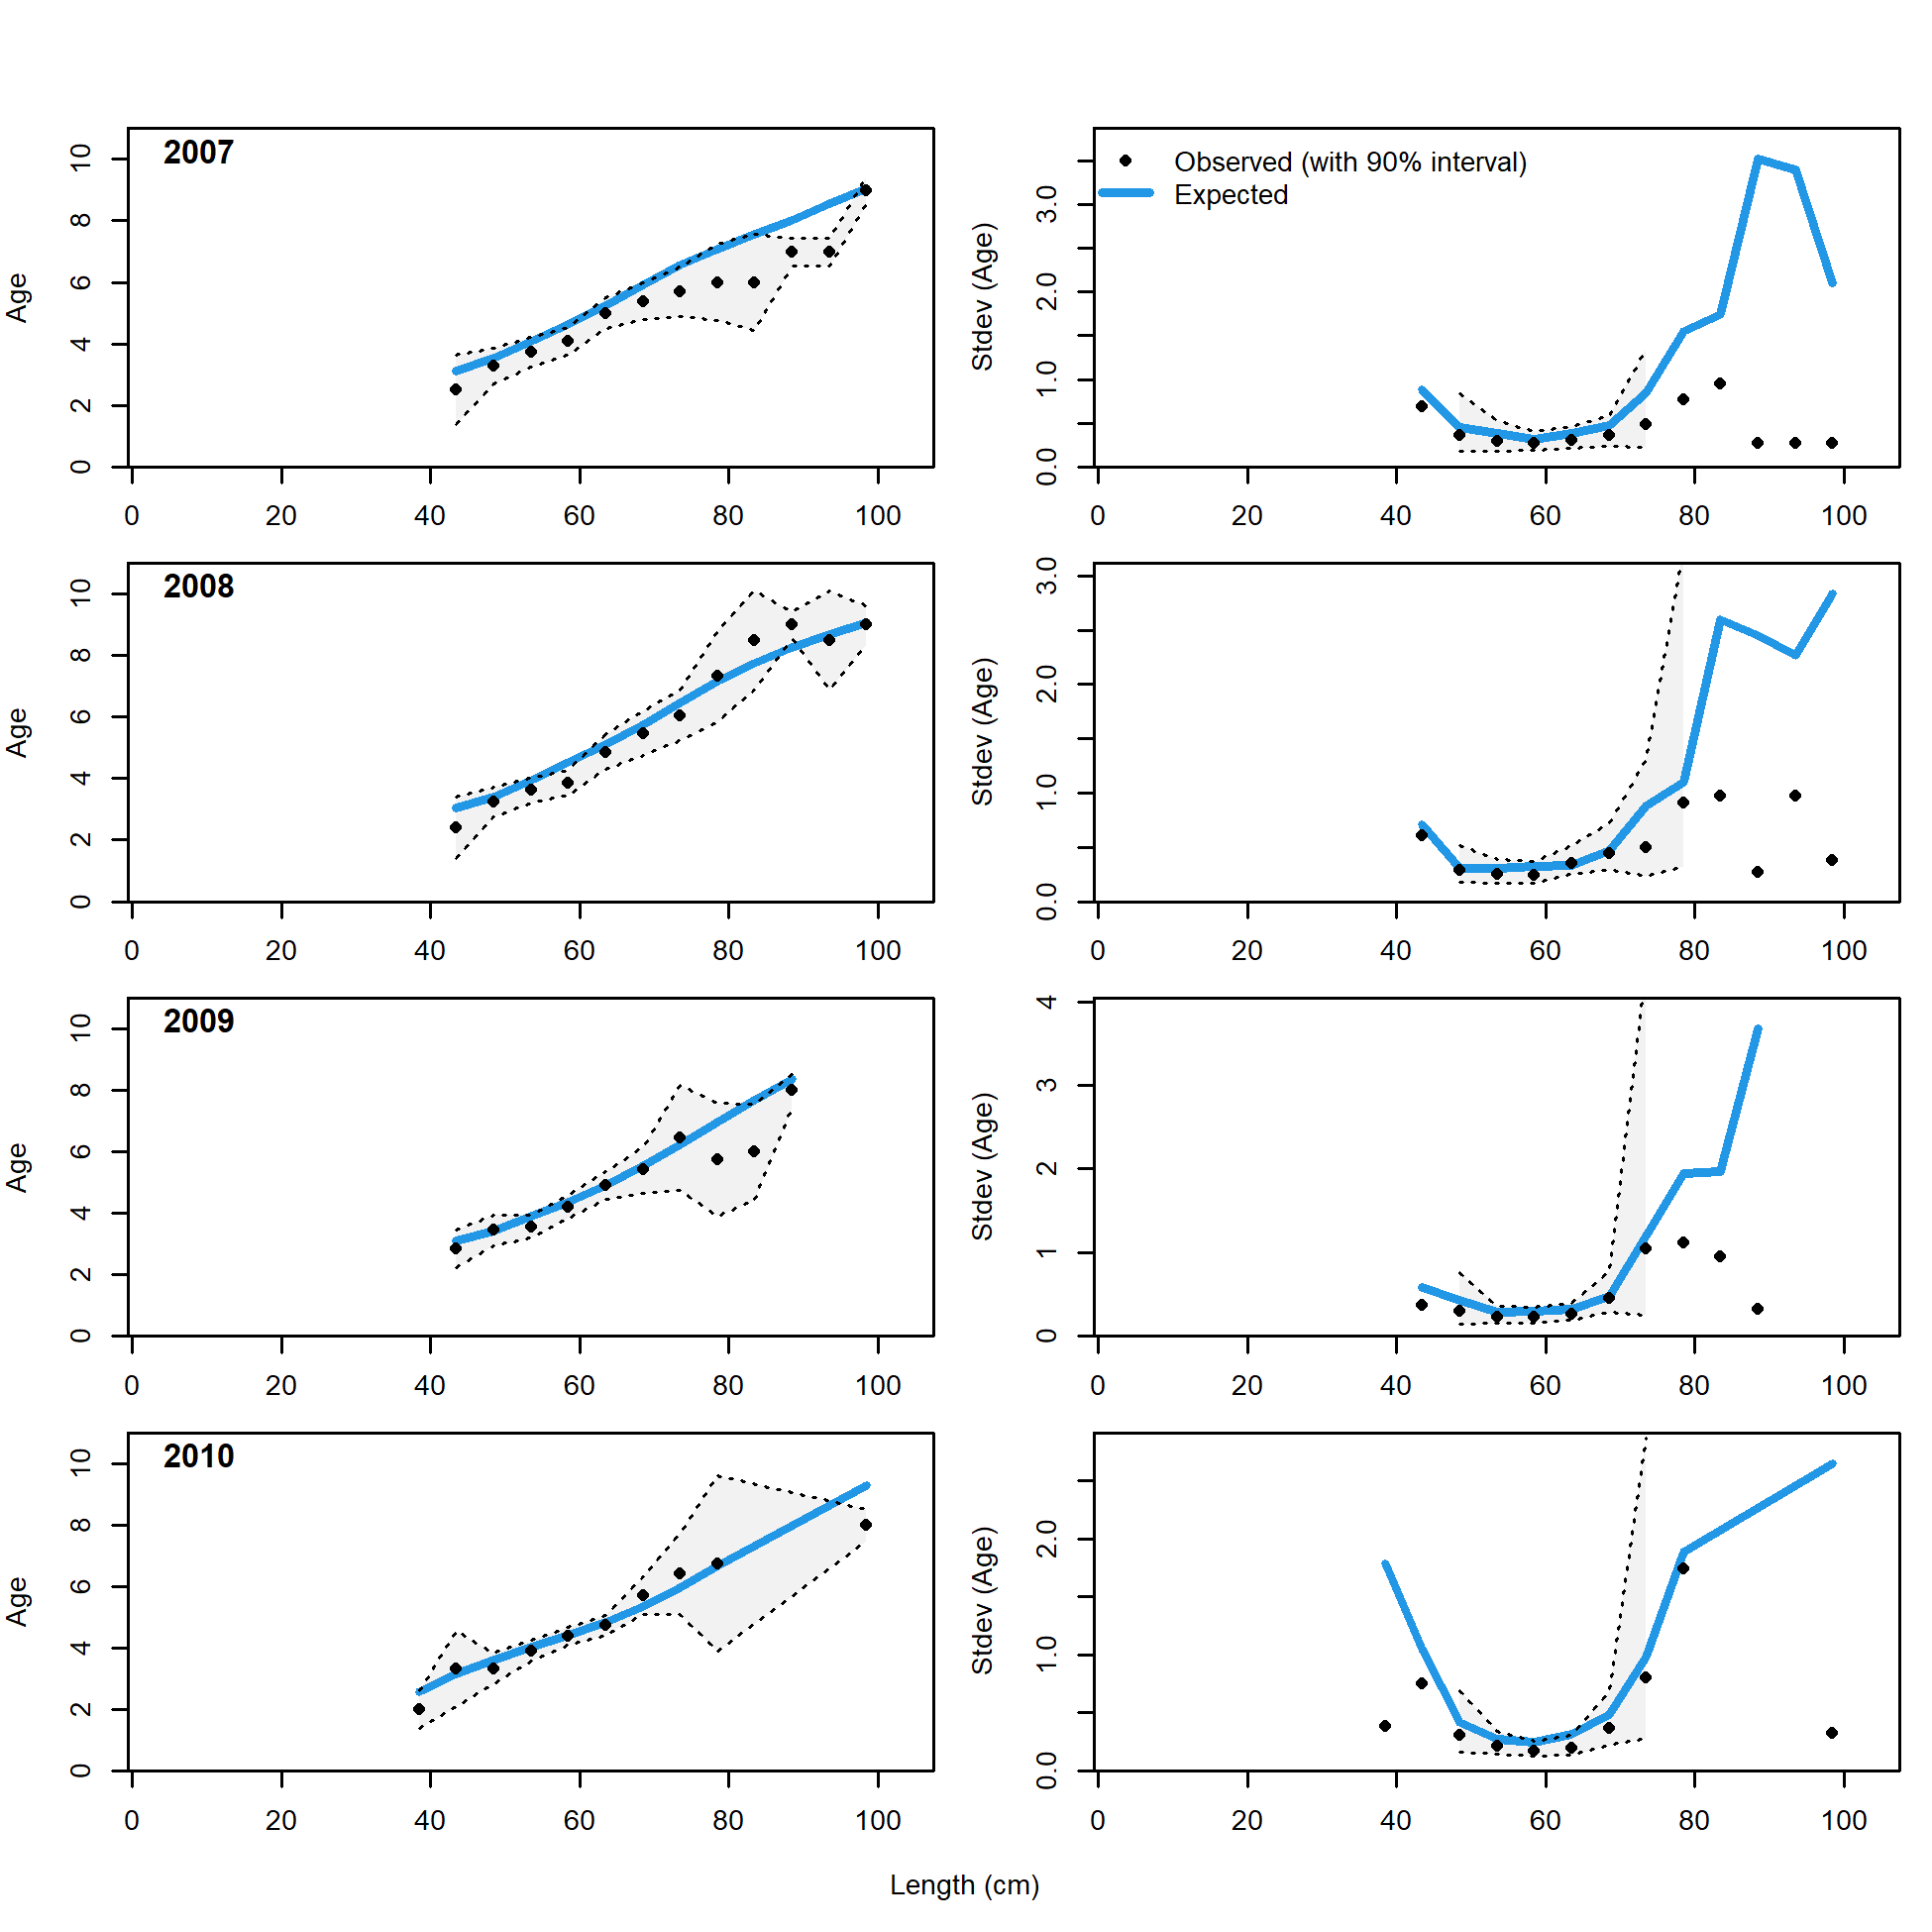 2007
Age
0 2 4 6 8 10
0 20 40 60 80 100
Observed (with 90% interval)
Expected
Stdev (Age)
0.0 1.0 2.0 3.0
0 20 40 60 80 100
2008
Age
0 2 4 6 8 10
0 20 40 60 80 100
Stdev (Age)
0.0 1.0 2.0 3.0
0 20 40 60 80 100
2009
Age
0 2 4 6 8 10
0 20 40 60 80 100
Stdev (Age)
0 1 2 3 4
0 20 40 60 80 100
2010
Age
0 2 4 6 8 10
0 20 40 60 80 100
Stdev (Age)
0.0 1.0 2.0
0 20 40 60 80 100
Length (cm)